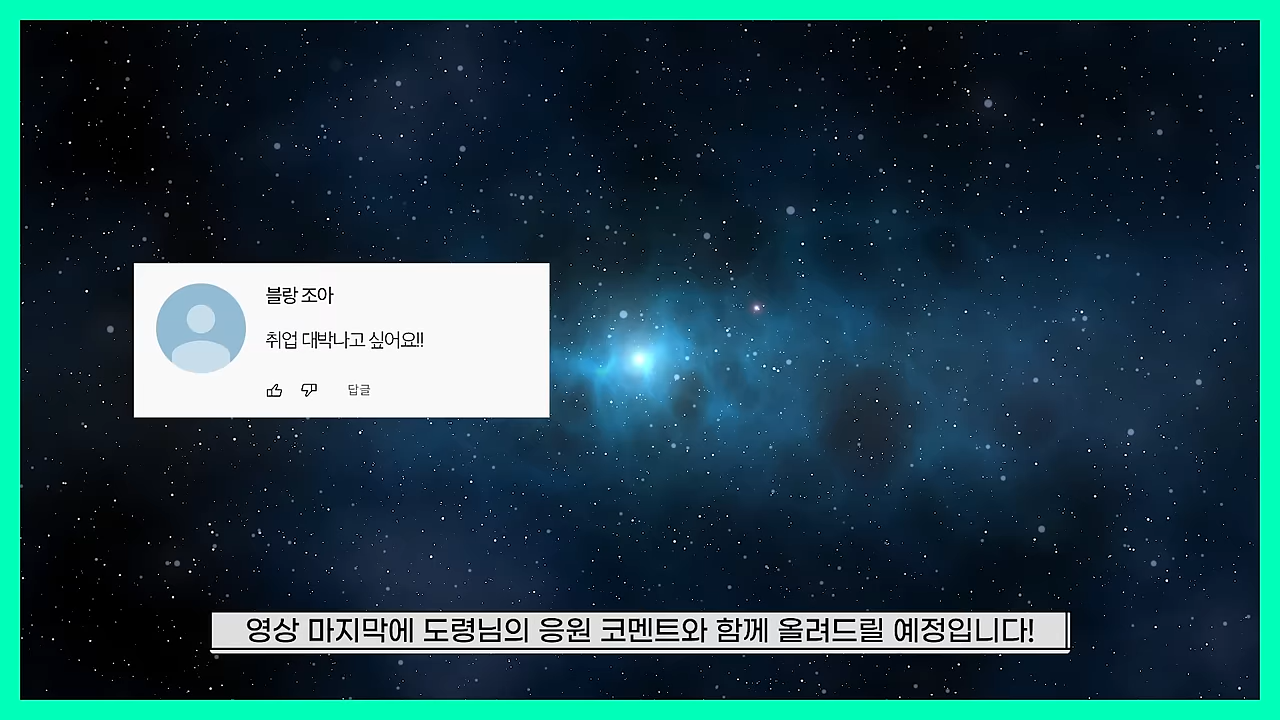 블랑 조아
취업 대박나고 싶어요!!
답글
영상 마지막에 도령님의 응원 코멘트와 함께 올려드릴 예정입니다!